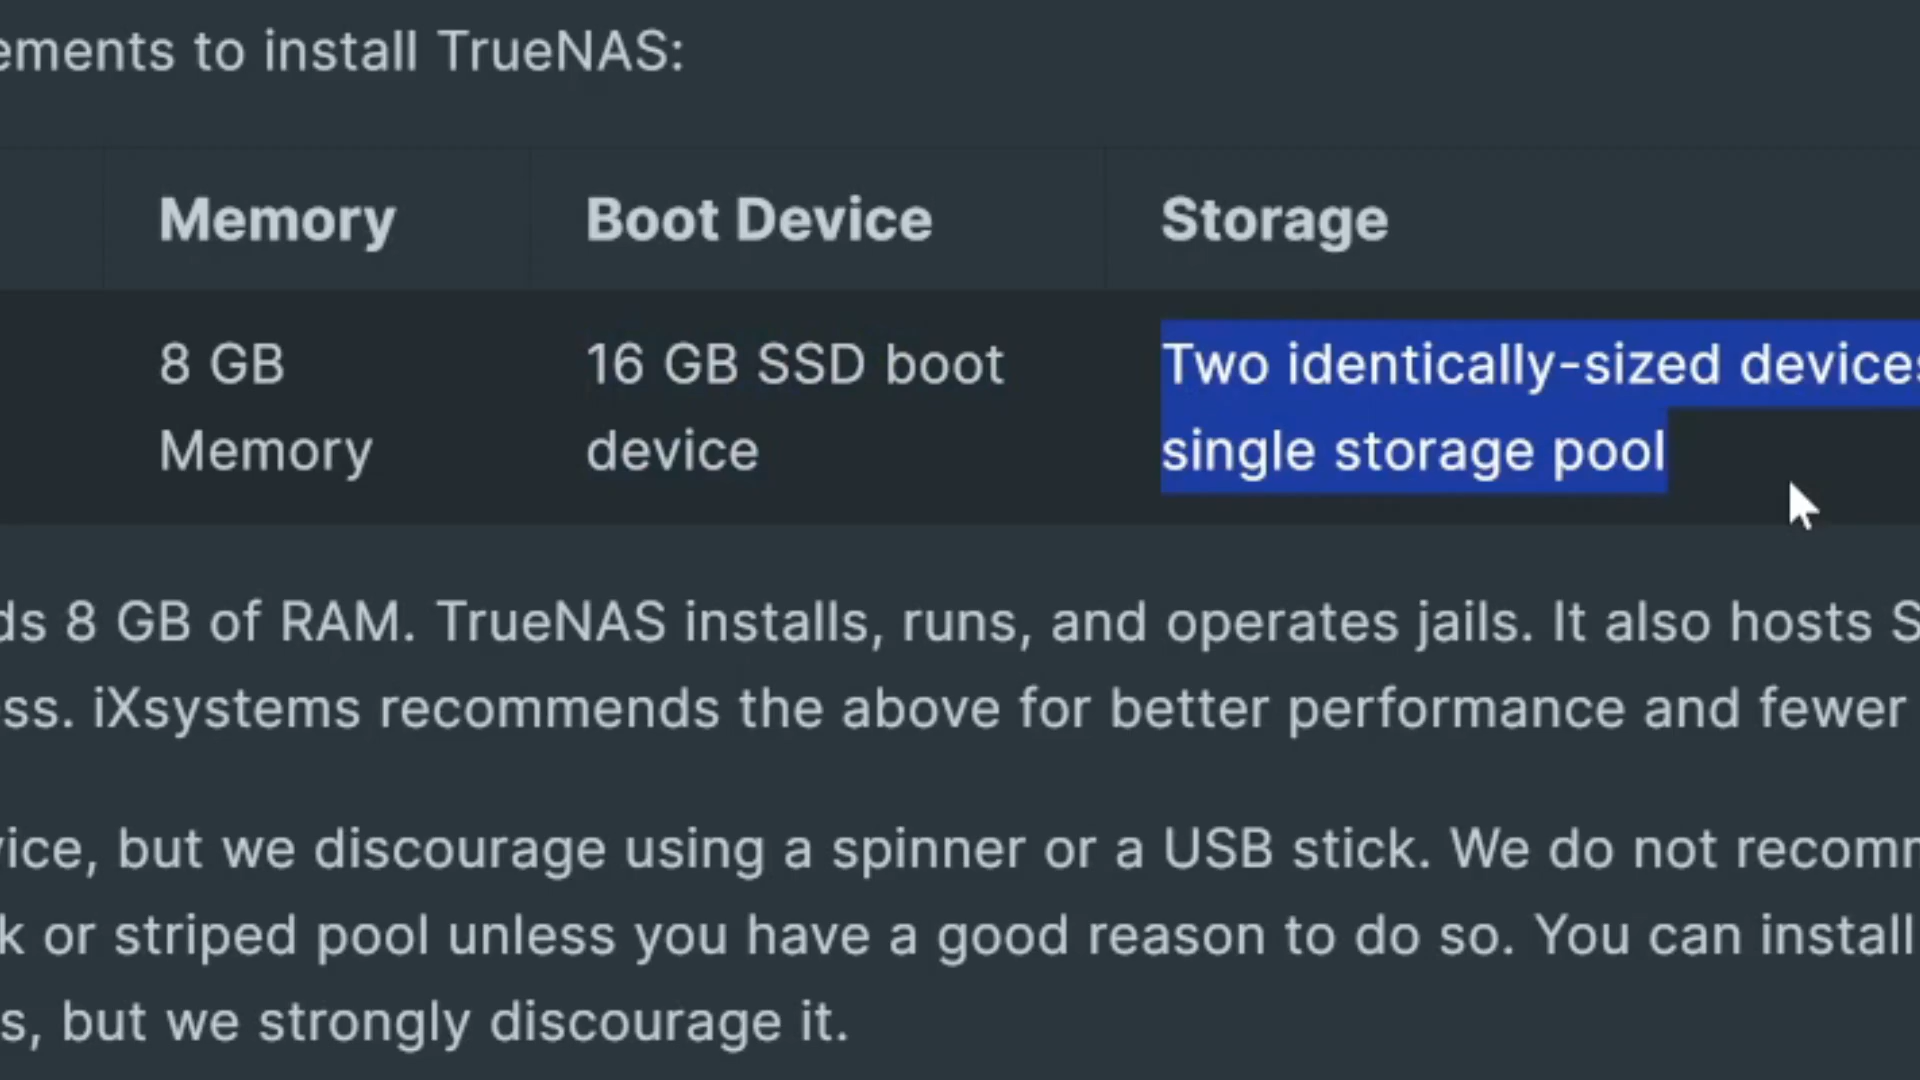 ements to install TrueNAS:
Memory Boot Device Storage
8 GB 16 GB SSD boot Two identically-sized devices
Memory device single storage pool
ds 8 GB of RAM. TrueNAS installs, runs, and operates jails. It also hosts S
ss. iXsystems recommends the above for better performance and fewer
vice, but we discourage using a spinner or a USB stick. We do not recomm
k or striped pool unless you have a good reason to do so. You can install
s, but we strongly discourage it.